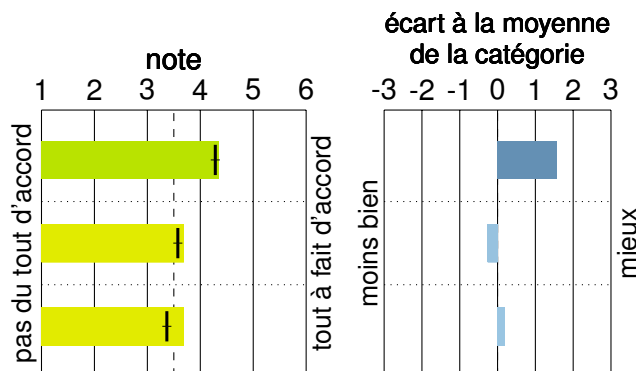 note
1 2 3 4 5 6
pas du tout d'accord
tout à fait d'accord
écart à la moyenne
de la catégorie
-3 -2 -1 0 1 2 3
moins bien
mieux